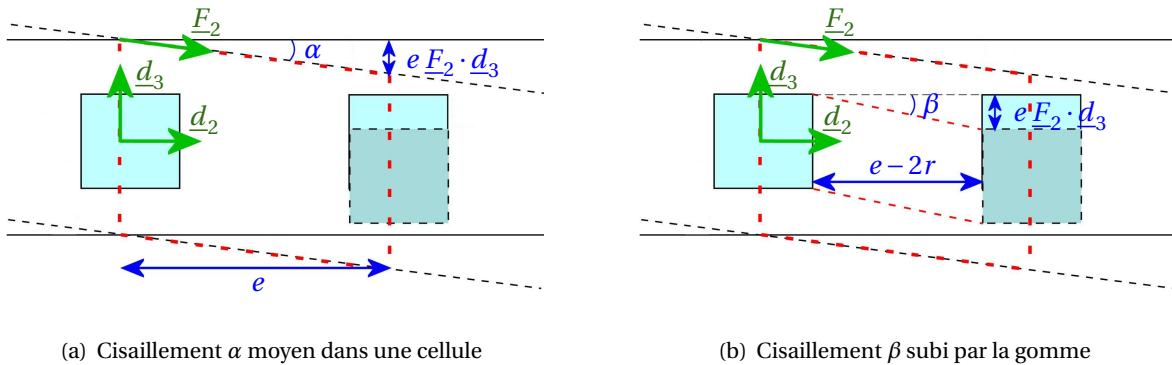 F₂
α
e F₂ · d₃
d₃
d₂
e
(a) Cisaillement α moyen dans une cellule
F₂
d₃
β
d₂
e F₂ · d₃
e − 2r
(b) Cisaillement β subi par la gomme